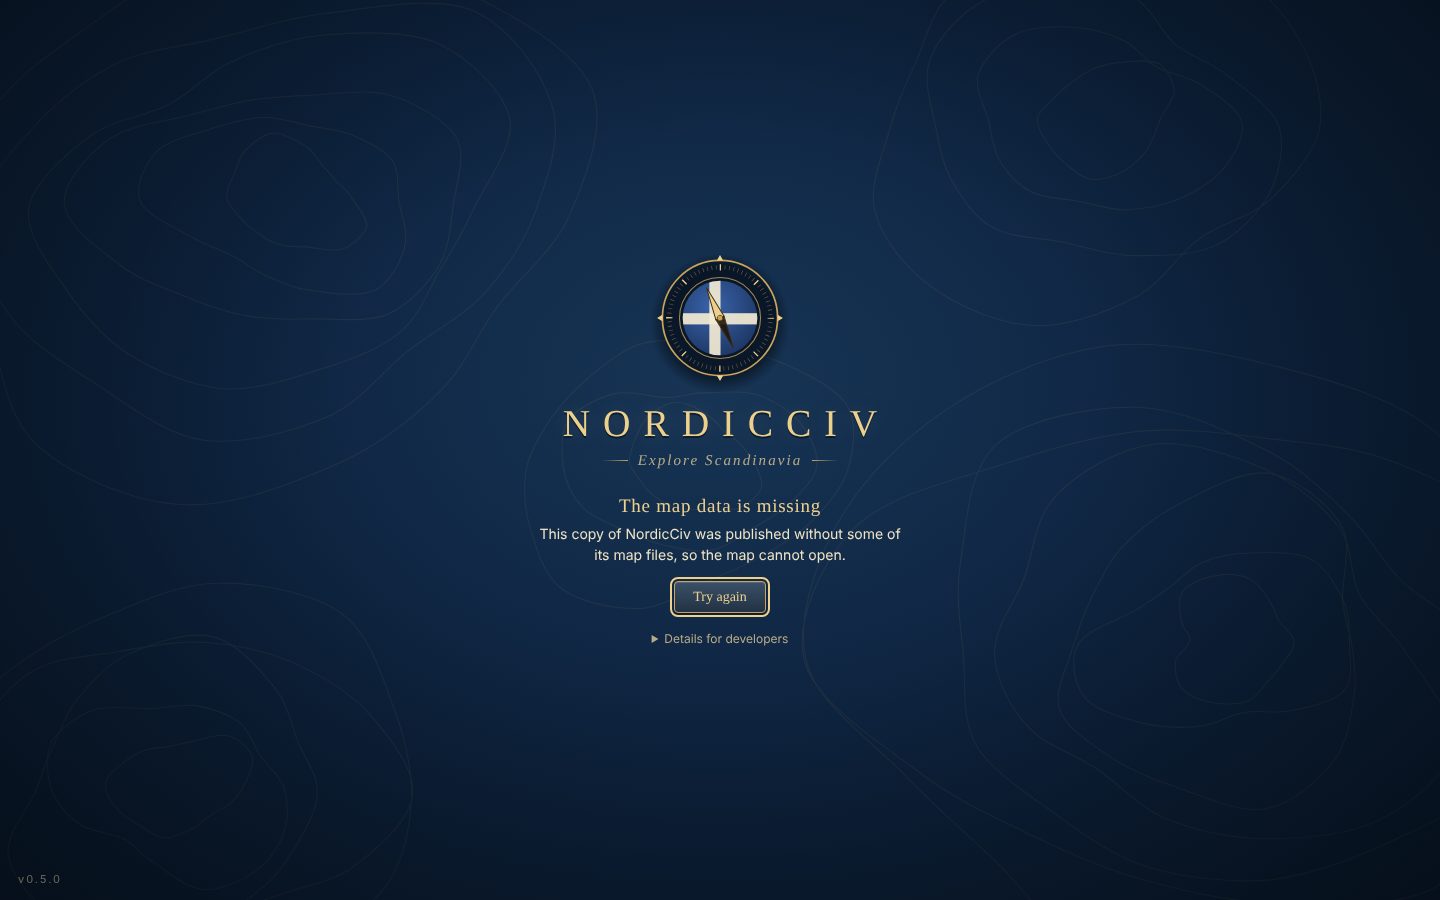 NORDICCIV
Explore Scandinavia
The map data is missing
This copy of NordicCiv was published without some of
its map files, so the map cannot open.
Try again
Details for developers
v0.5.0